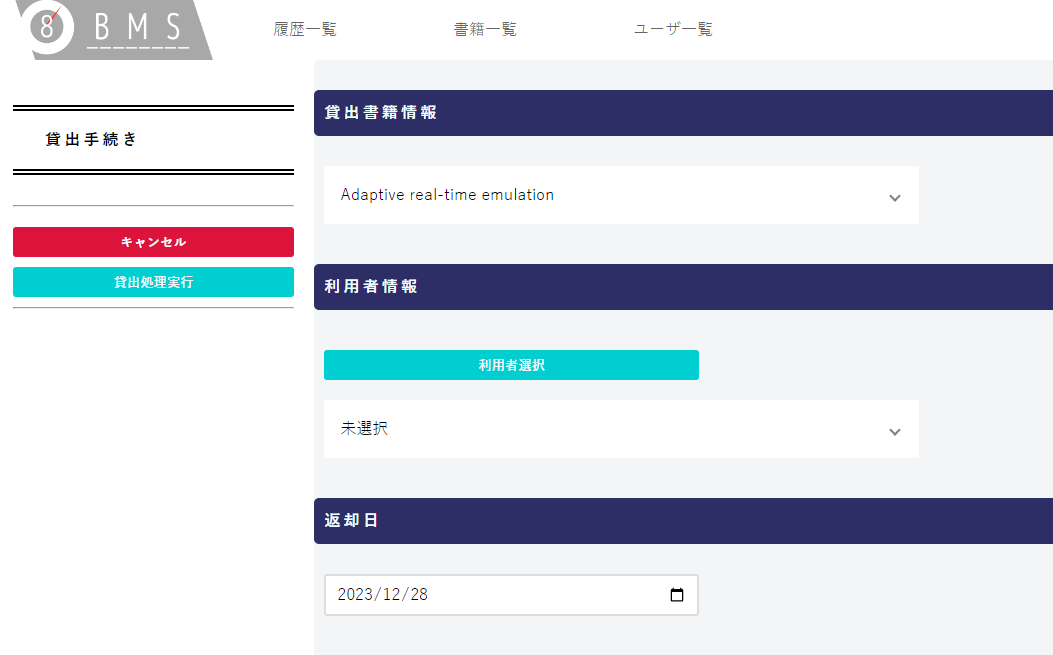 8 BMS
履歴一覧
書籍一覧
ユーザ一覧
貸出手続き
キャンセル
貸出処理実行
貸出書籍情報
Adaptive real-time emulation
利用者情報
利用者選択
未選択
返却日
2023/12/28